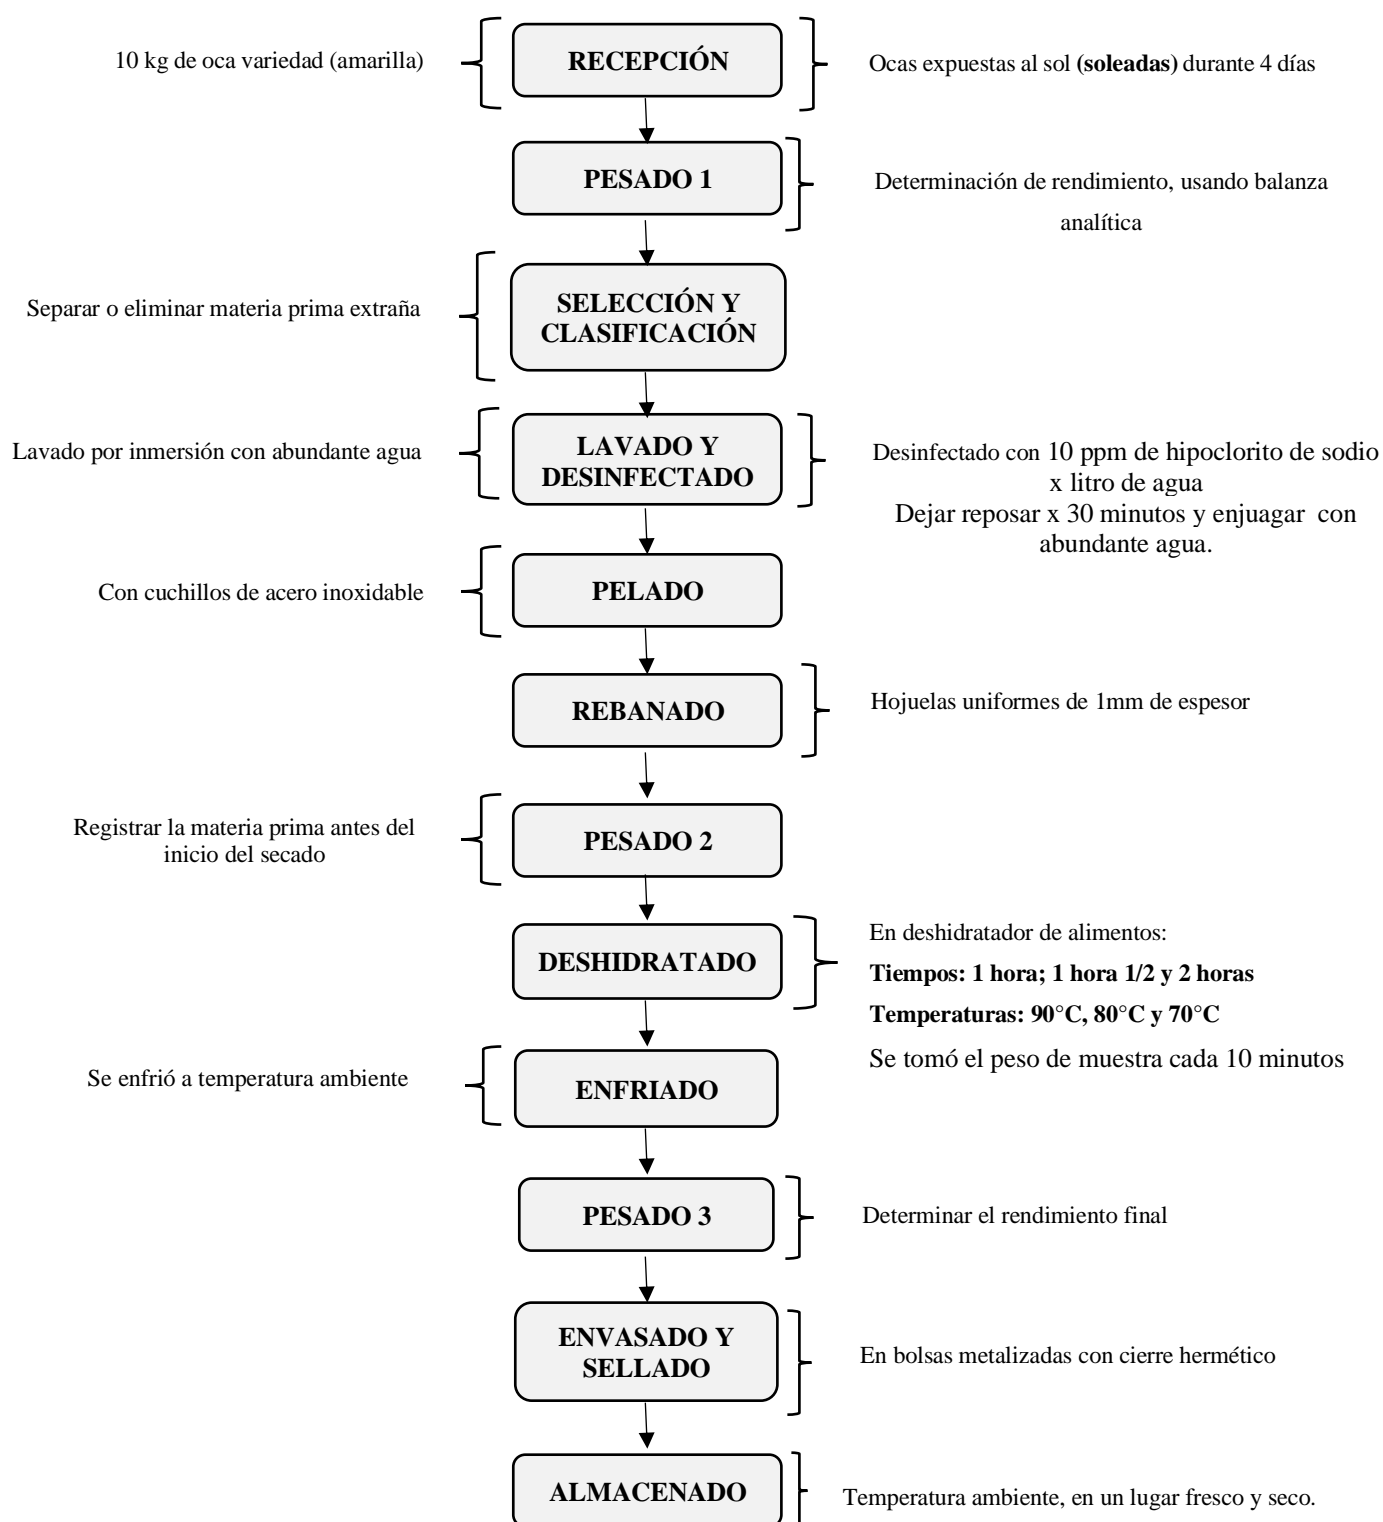 10 kg de oca variedad (amarilla)
RECEPCIÓN
Ocas expuestas al sol (soleadas) durante 4 días
PESADO 1
Determinación de rendimiento, usando balanza
analítica
Separar o eliminar materia prima extraña
SELECCIÓN Y
CLASIFICACIÓN
Lavado por inmersión con abundante agua
LAVADO Y
DESINFECTADO
Desinfectado con 10 ppm de hipoclorito de sodio
x litro de agua
Dejar reposar x 30 minutos y enjuagar con
abundante agua.
Con cuchillos de acero inoxidable
PELADO
REBANADO
Hojuelas uniformes de 1mm de espesor
Registrar la materia prima antes del
inicio del secado
PESADO 2
DESHIDRATADO
En deshidratador de alimentos:
Tiempos: 1 hora; 1 hora 1/2 y 2 horas
Temperaturas: 90°C, 80°C y 70°C
Se tomó el peso de muestra cada 10 minutos
Se enfrió a temperatura ambiente
ENFRIADO
PESADO 3
Determinar el rendimiento final
ENVASADO Y
SELLADO
En bolsas metalizadas con cierre hermético
ALMACENADO
Temperatura ambiente, en un lugar fresco y seco.